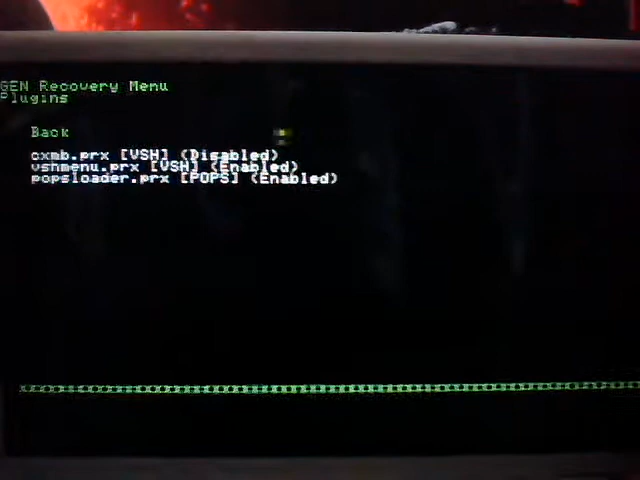 GEN Recovery Menu
Plugins
Back
cxmb.prx [VSH] (Disabled)
vshmenu.prx [VSH] (Enabled)
popsloader.prx [POPS] (Enabled)